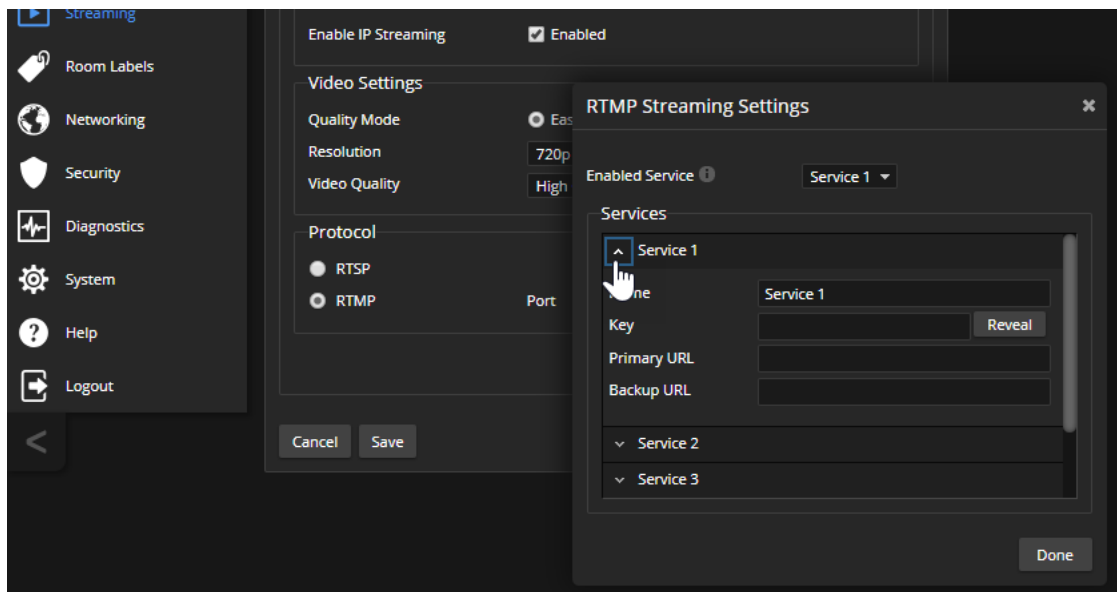 Streaming
Room Labels
Networking
Security
Diagnostics
System
? Help
Logout
<
Enable IP Streaming Enabled
Video Settings
Quality Mode Eas
Resolution 720p
Video Quality High
Protocol
RTSP
RTMP Port
Cancel Save
RTMP Streaming Settings
Enabled Service Service 1
Services
Service 1
Service 1
Key Reveal
Primary URL
Backup URL
Service 2
Service 3
Done